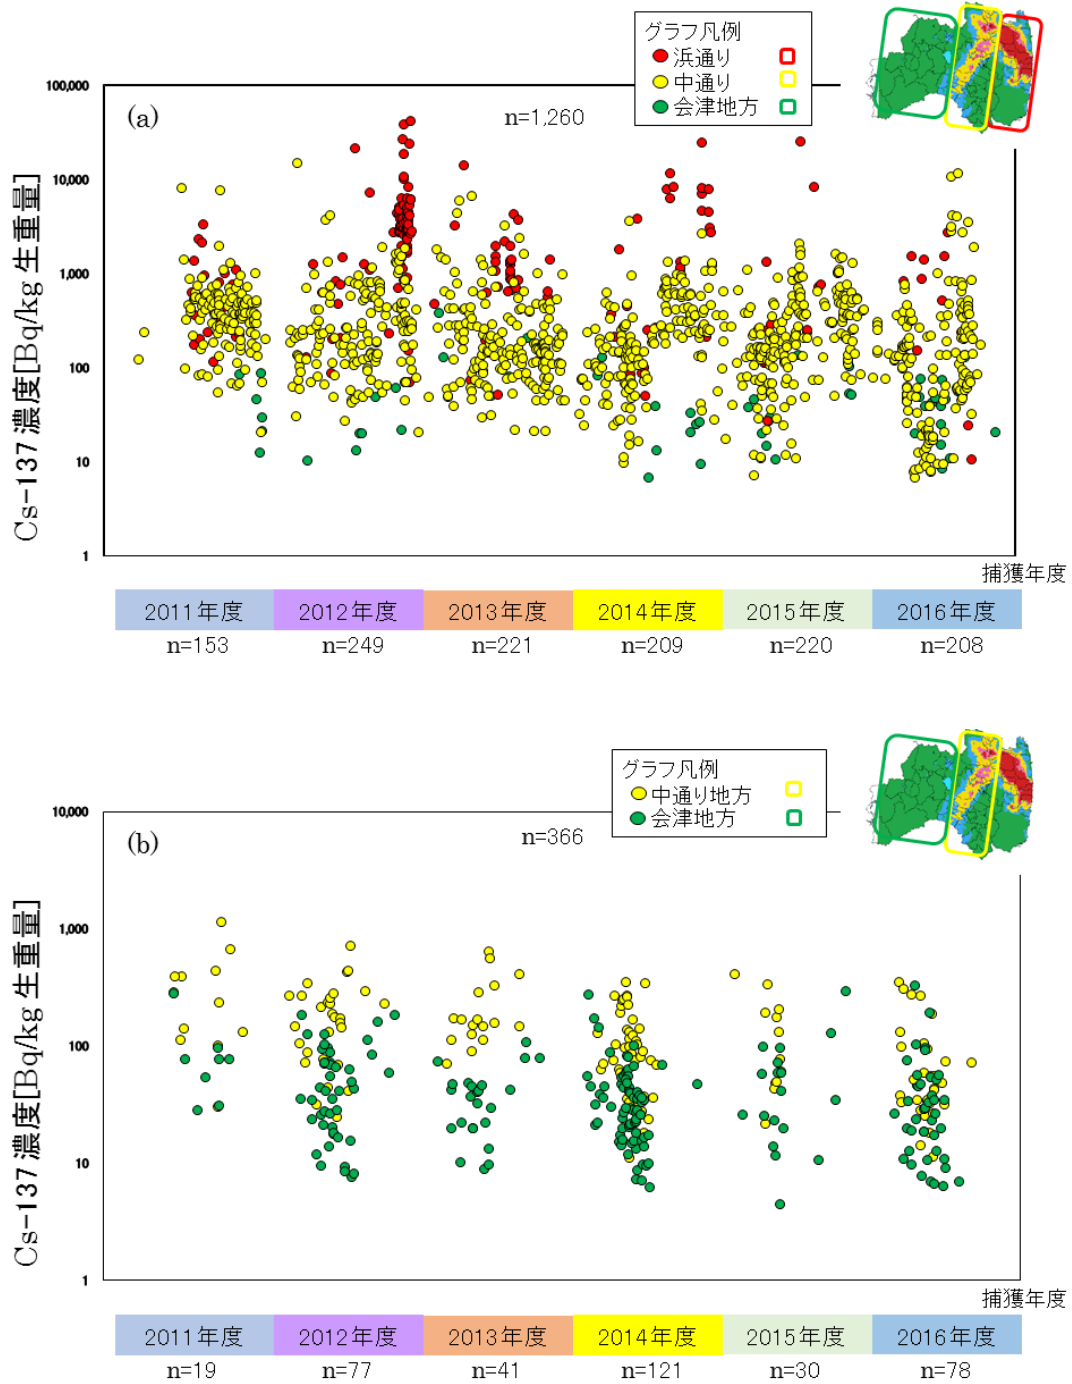 グラフ凡例
浜通り
中通り
会津地方
(a)
n=1,260
Cs-137 濃度[Bq/kg 生重量]
100,000
10,000
1,000
100
10
1
捕獲年度
2011年度 2012年度 2013年度 2014年度 2015年度 2016年度
n=153 n=249 n=221 n=209 n=220 n=208
グラフ凡例
中通り地方
会津地方
(b)
n=366
Cs-137 濃度[Bq/kg 生重量]
10,000
1,000
100
10
1
捕獲年度
2011年度 2012年度 2013年度 2014年度 2015年度 2016年度
n=19 n=77 n=41 n=121 n=30 n=78